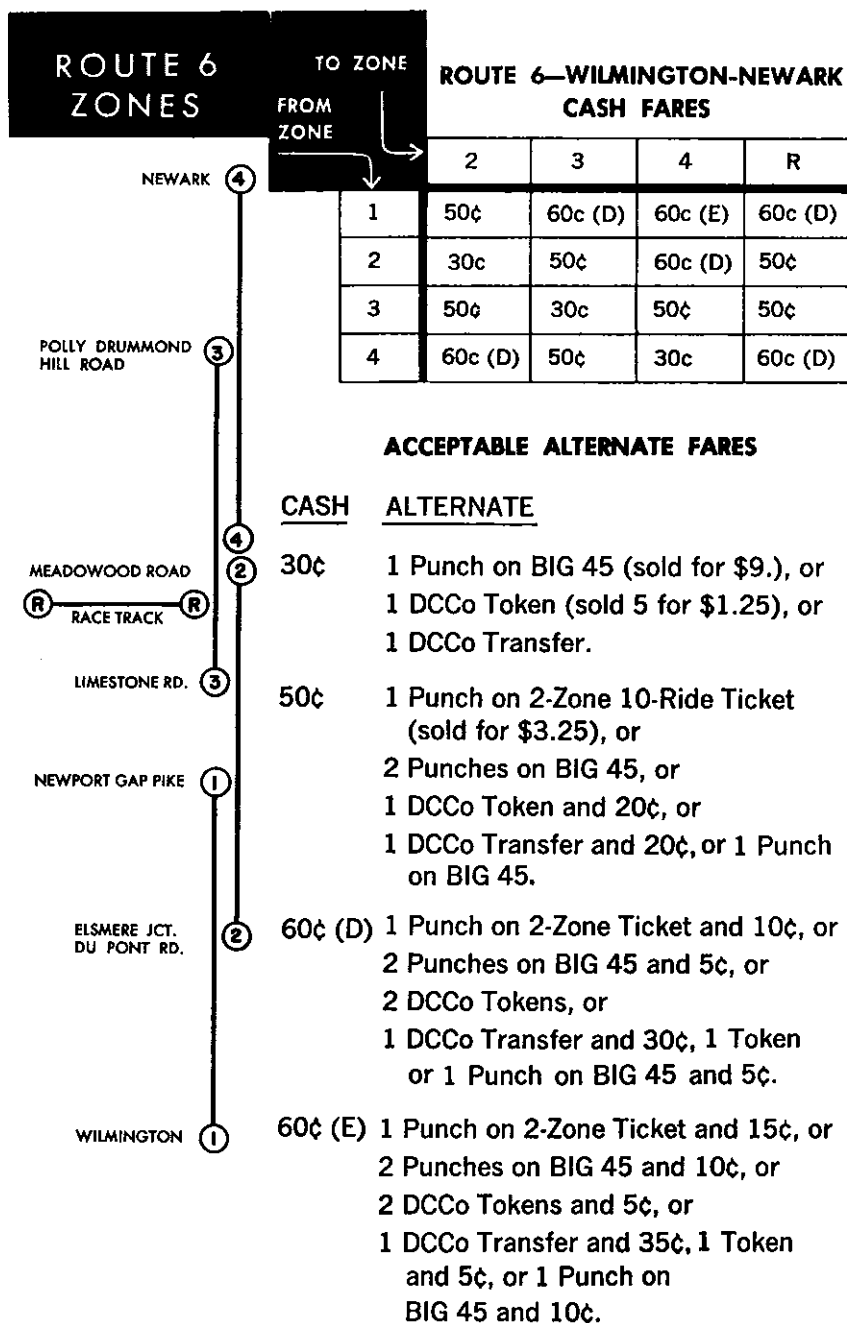 ROUTE 6
ZONES
TO ZONE
FROM
ZONE
ROUTE 6—WILMINGTON-NEWARK
CASH FARES
2 3 4 R
1 50¢ 60c (D) 60c (E) 60c (D)
2 30c 50¢ 60c (D) 50¢
3 50¢ 30c 50¢ 50¢
4 60c (D) 50¢ 30c 60c (D)
NEWARK 4
POLLY DRUMMOND
HILL ROAD
3
4
MEADOWOOD ROAD 2
R R
RACE TRACK
LIMESTONE RD. 3
NEWPORT GAP PIKE 1
ELSMERE JCT.
DU PONT RD.
2
WILMINGTON 1
ACCEPTABLE ALTERNATE FARES
CASH ALTERNATE
30¢ 1 Punch on BIG 45 (sold for $9.), or
1 DCCo Token (sold 5 for $1.25), or
1 DCCo Transfer.
50¢ 1 Punch on 2-Zone 10-Ride Ticket
(sold for $3.25), or
2 Punches on BIG 45, or
1 DCCo Token and 20¢, or
1 DCCo Transfer and 20¢, or 1 Punch
on BIG 45.
60¢ (D) 1 Punch on 2-Zone Ticket and 10¢, or
2 Punches on BIG 45 and 5¢, or
2 DCCo Tokens, or
1 DCCo Transfer and 30¢, 1 Token
or 1 Punch on BIG 45 and 5¢.
60¢ (E) 1 Punch on 2-Zone Ticket and 15¢, or
2 Punches on BIG 45 and 10¢, or
2 DCCo Tokens and 5¢, or
1 DCCo Transfer and 35¢, 1 Token
and 5¢, or 1 Punch on
BIG 45 and 10¢.